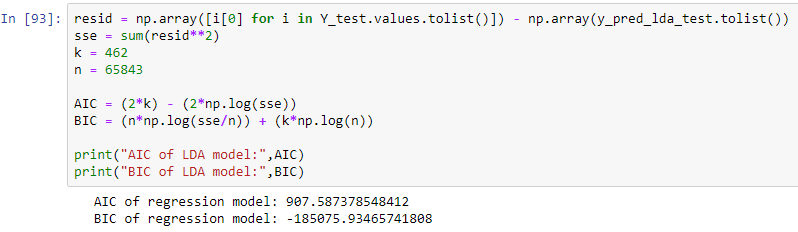 In [93]: resid = np.array([i[0] for i in Y_test.values.tolist()]) - np.array(y_pred_lda_test.tolist())
sse = sum(resid**2)
k = 462
n = 65843
AIC = (2*k) - (2*np.log(sse))
BIC = (n*np.log(sse/n)) + (k*np.log(n))
print("AIC of LDA model:",AIC)
print("BIC of LDA model:",BIC)
AIC of regression model: 907.587378548412
BIC of regression model: -185075.93465741808